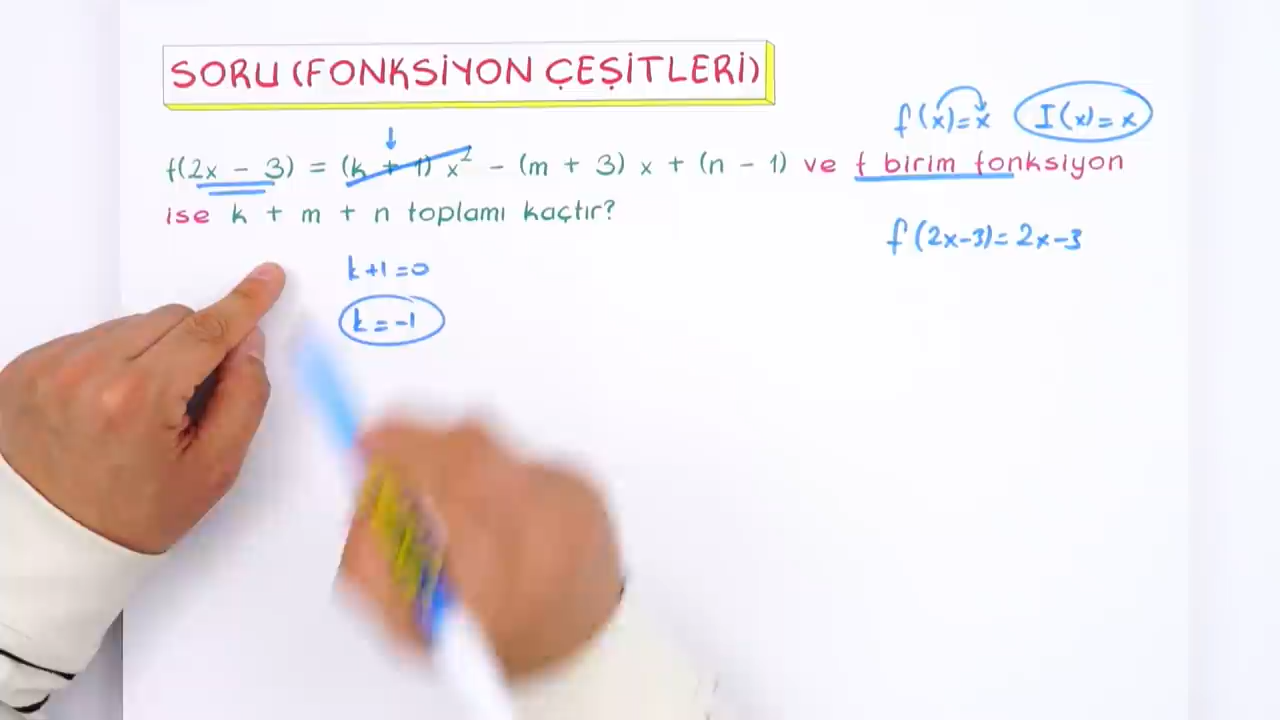 SORU (FONKSİYON ÇEŞİTLERİ)
f(x)=x I(x)=x
f(2x − 3) = (k + 1) x² − (m + 3) x + (n − 1) ve f birim fonksiyon
ise k + m + n toplamı kaçtır?
f(2x−3)=2x−3
k+1=0
k=−1